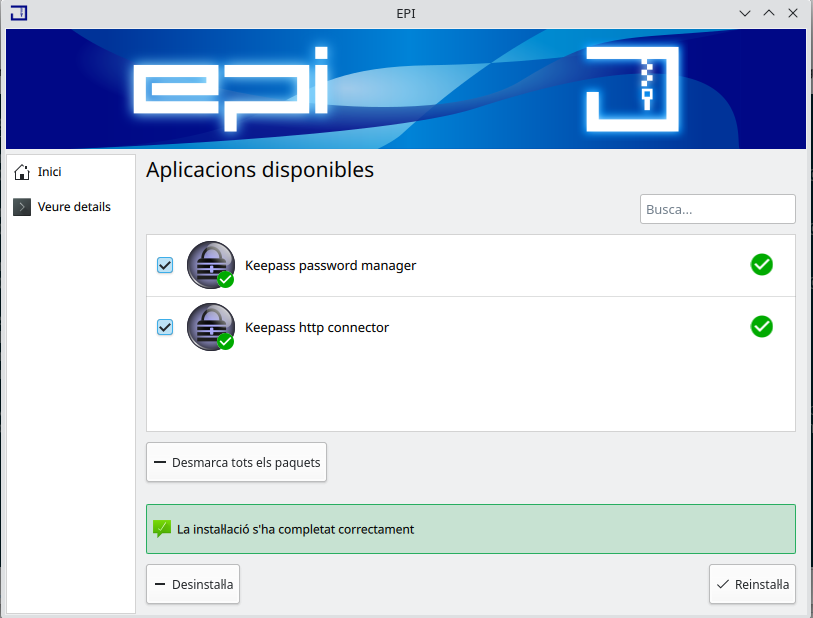 EPI
epi
Inici
Veure details
Aplicacions disponibles
Busca...
Keepass password manager
Keepass http connector
Desmarca tots els paquets
La instaŀlació s'ha completat correctament
Desinstaŀla
Reinstaŀla